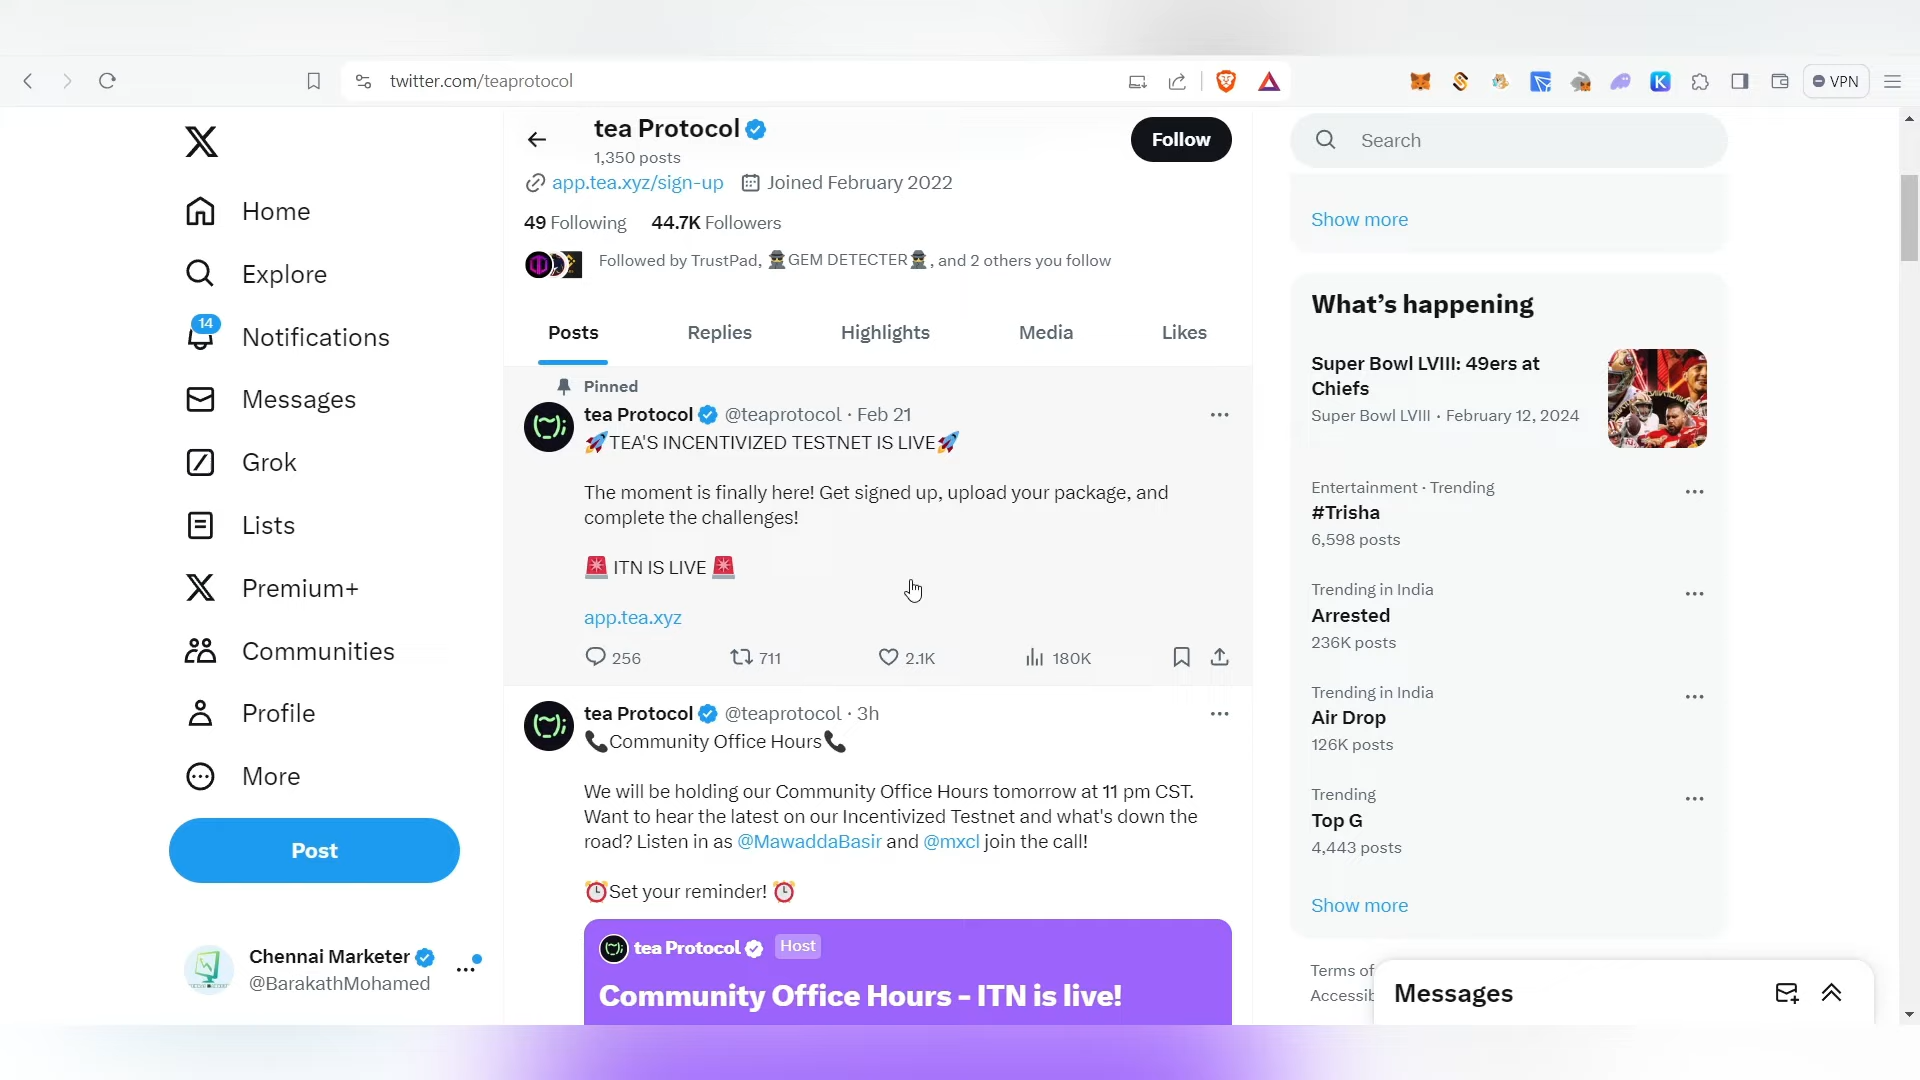 twitter.com/teaprotocol
VPN
Home
Explore
14
Notifications
Messages
Grok
Lists
Premium+
Communities
Profile
More
Post
Chennai Marketer
@BarakathMohamed
tea Protocol
1,350 posts
Follow
app.tea.xyz/sign-up Joined February 2022
49 Following 44.7K Followers
Followed by TrustPad, 🕵GEM DETECTER🕵, and 2 others you follow
Posts Replies Highlights Media Likes
Pinned
tea Protocol @teaprotocol · Feb 21
🚀TEA'S INCENTIVIZED TESTNET IS LIVE🚀
The moment is finally here! Get signed up, upload your package, and
complete the challenges!
🚨 ITN IS LIVE 🚨
app.tea.xyz
256 711 2.1K 180K
tea Protocol @teaprotocol · 3h
📞Community Office Hours📞
We will be holding our Community Office Hours tomorrow at 11 pm CST.
Want to hear the latest on our Incentivized Testnet and what's down the
road? Listen in as @MawaddaBasir and @mxcl join the call!
⏰Set your reminder! ⏰
tea Protocol Host
Community Office Hours - ITN is live!
Search
Show more
What's happening
Super Bowl LVIII: 49ers at
Chiefs
Super Bowl LVIII · February 12, 2024
Entertainment · Trending
#Trisha
6,598 posts
Trending in India
Arrested
236K posts
Trending in India
Air Drop
126K posts
Trending
Top G
4,443 posts
Show more
Terms of
Messages